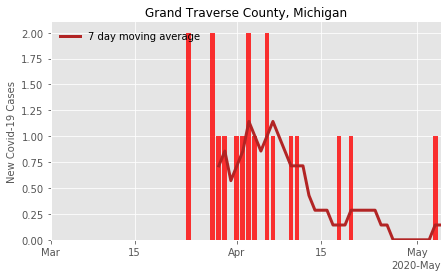 Grand Traverse County, Michigan
7 day moving average
New Covid-19 Cases
2.00
1.75
1.50
1.25
1.00
0.75
0.50
0.25
0.00
Mar
15
Apr
15
May
2020-May